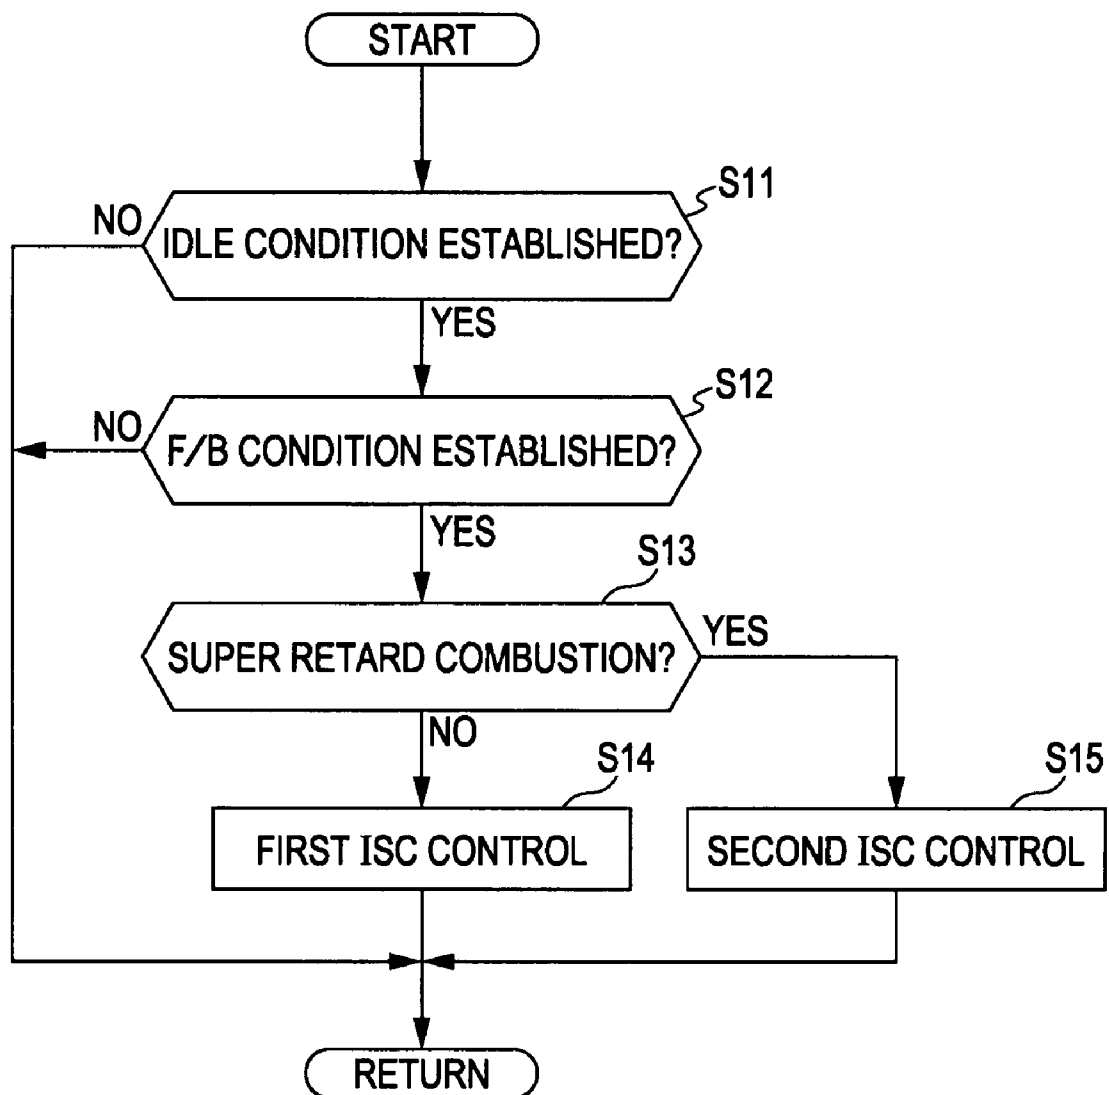 START
S11
NO
IDLE CONDITION ESTABLISHED?
YES
S12
NO
F/B CONDITION ESTABLISHED?
YES
S13
SUPER RETARD COMBUSTION?
YES
NO
S14
S15
FIRST ISC CONTROL
SECOND ISC CONTROL
RETURN